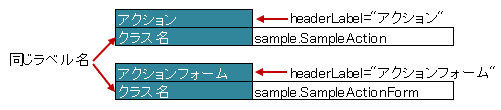 アクション headerLabel="アクション"
クラス名 sample.SampleAction
同じラベル名
アクションフォーム headerLabel="アクションフォーム"
クラス名 sample.SampleActionForm